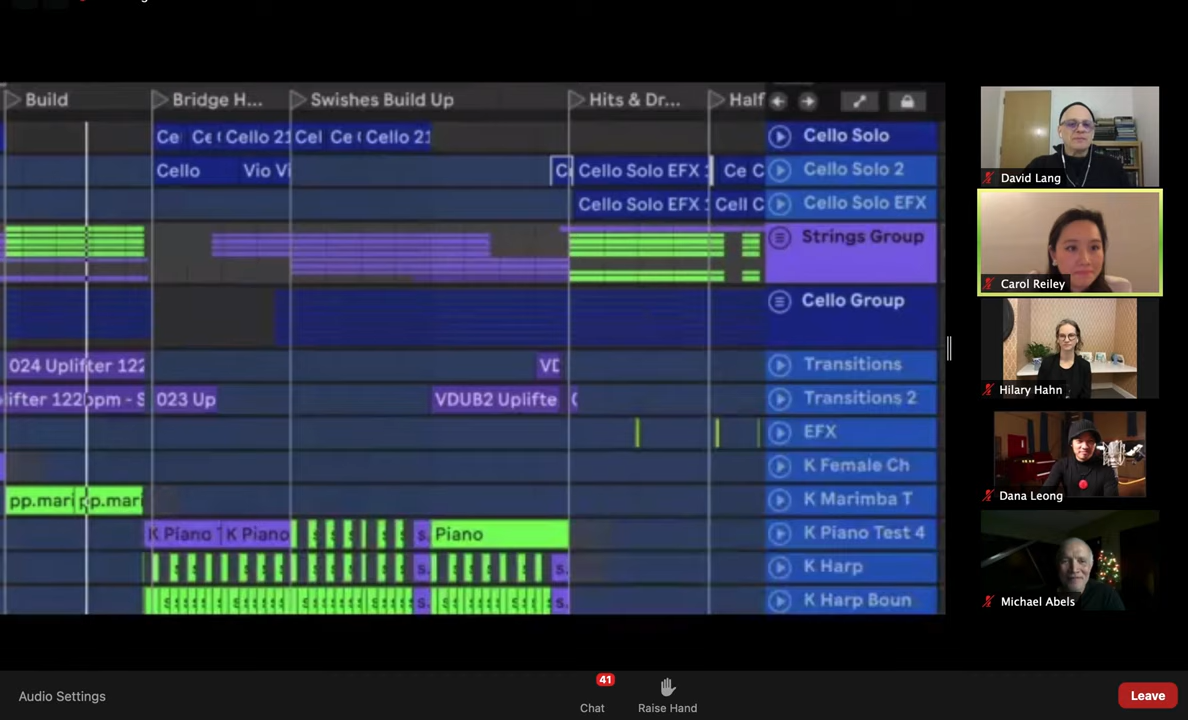 Build
Bridge H...
Swishes Build Up
Hits & Dr...
Half
Ce
Ce
Cello 21
Cel
Ce
Cello 21
Cello Solo
Cello
Vio Vi
Cello Solo EFX
Ce C
Cello Solo 2
Cello Solo EFX
Cell C
Cello Solo EFX
Strings Group
Cello Group
024 Uplifter 122
VD
Transitions
lifter 122bpm - S
023 Up
VDUB2 Uplifte
Transitions 2
EFX
K Female Ch
pp.mari
pp.mari
K Marimba T
K Piano T
K Piano
Piano
K Piano Test 4
K Harp
K Harp Boun
David Lang
Carol Reiley
Hilary Hahn
Dana Leong
Michael Abels
Audio Settings
41
Chat
Raise Hand
Leave